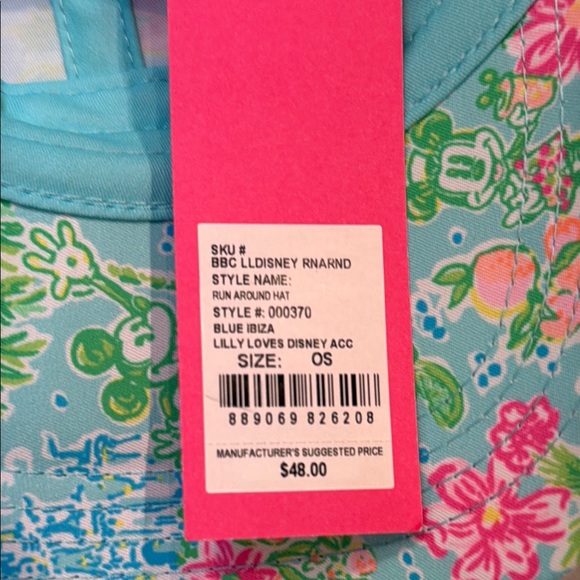 SKU #
BBC LLDISNEY RNARND
STYLE NAME:
RUN AROUND HAT
STYLE #: 000370
BLUE IBIZA
LILLY LOVES DISNEY ACC
SIZE: OS
889069 826208
MANUFACTURER'S SUGGESTED PRICE
$48.00